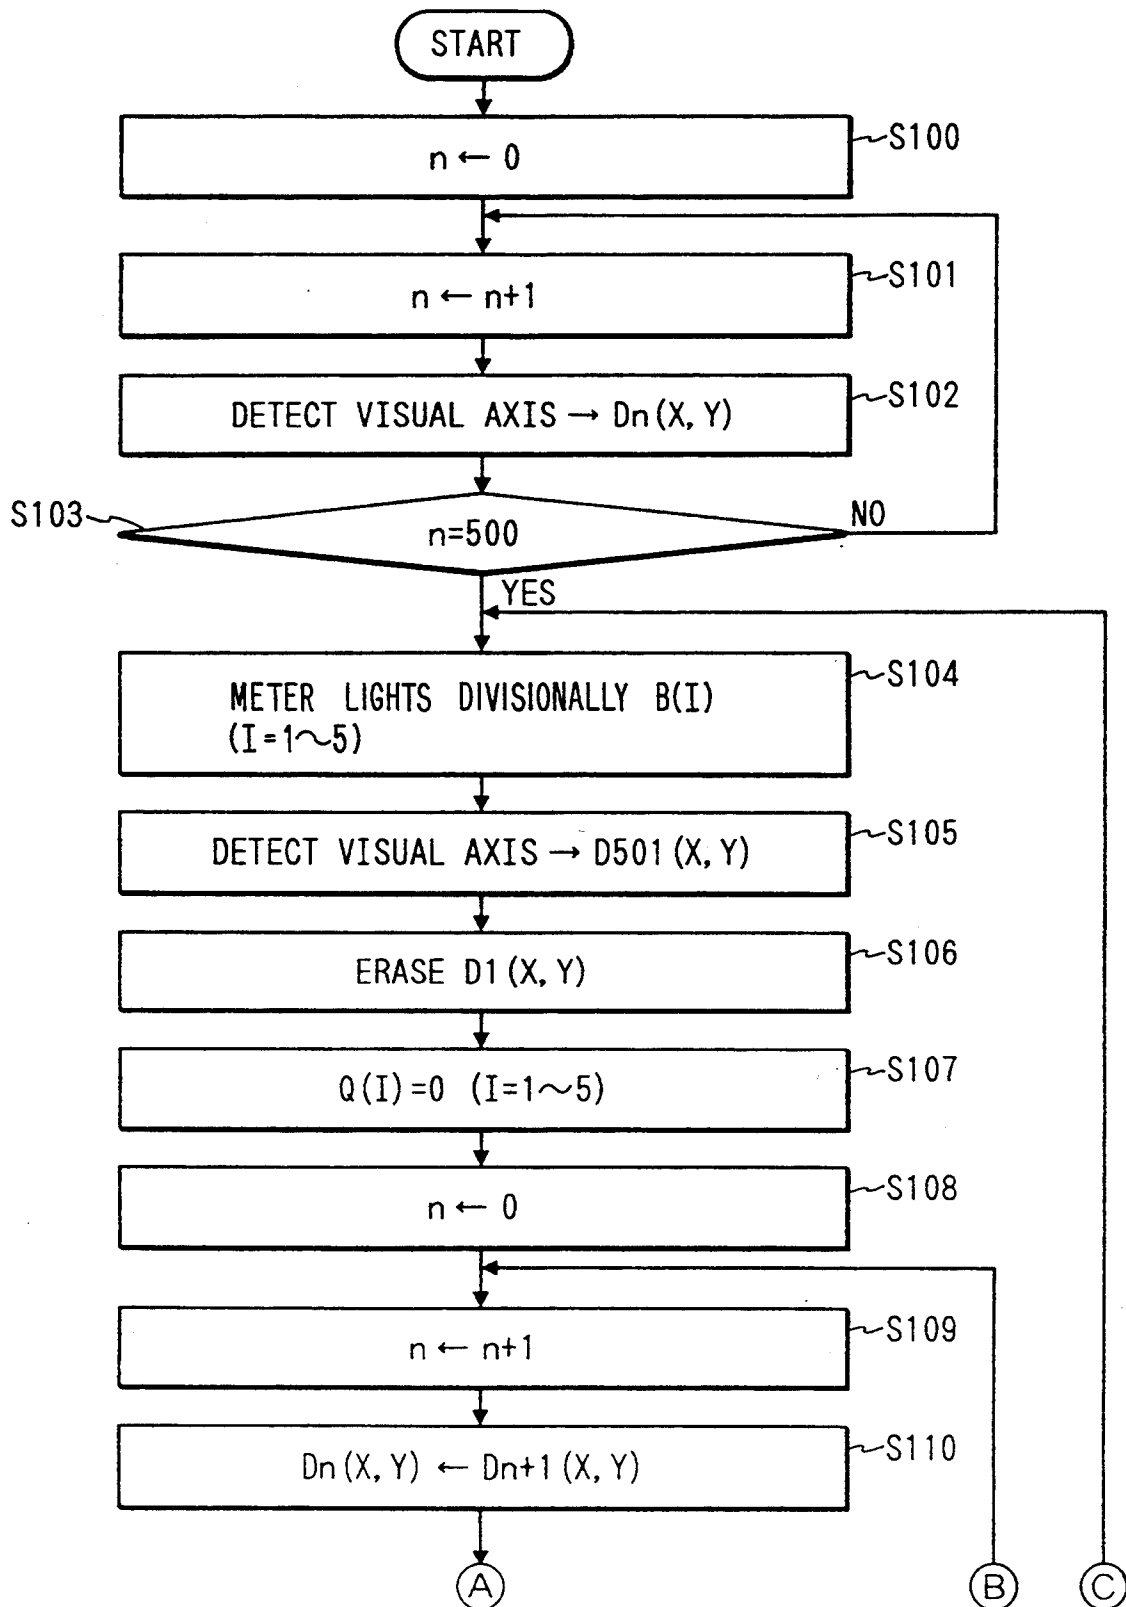 START
n ← 0
S100
n ← n+1
S101
DETECT VISUAL AXIS → Dn(X, Y)
S102
S103
n=500
NO
YES
METER LIGHTS DIVISIONALLY B(I)
(I=1~5)
S104
DETECT VISUAL AXIS → D501(X, Y)
S105
ERASE D1(X, Y)
S106
Q(I)=0 (I=1~5)
S107
n ← 0
S108
n ← n+1
S109
Dn(X, Y) ← Dn+1(X, Y)
S110
A
B
C